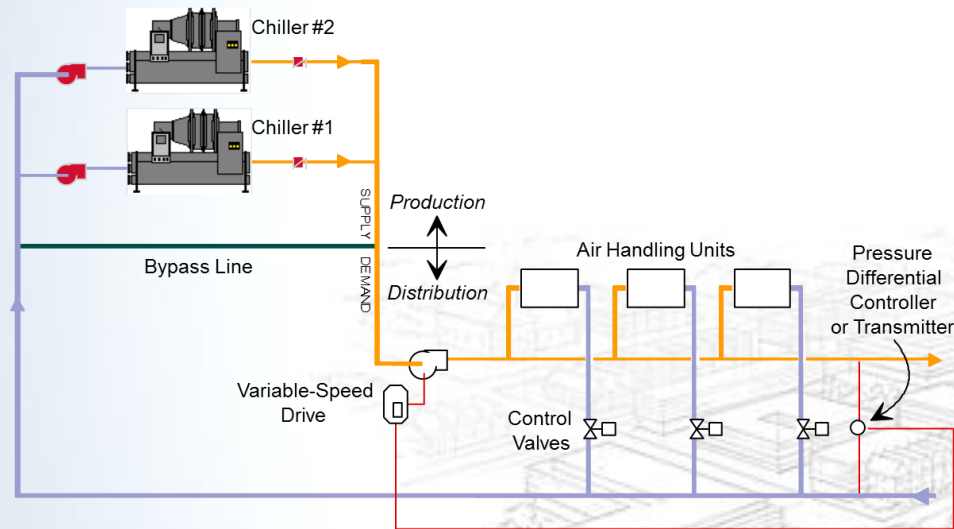 Chiller #2
Chiller #1
SUPPLY
DEMAND
Production
Distribution
Bypass Line
Air Handling Units
Pressure
Differential
Controller
or Transmitter
Variable-Speed
Drive
Control
Valves